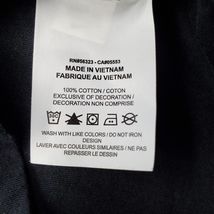 RN#56323 - CA#05553
MADE IN VIETNAM
FABRIQUÉ AU VIETNAM
100% COTTON / COTON
EXCLUSIVE OF DECORATION /
DECORATION NON COMPRISE
WASH WITH LIKE COLORS / DO NOT IRON
DESIGN
LAVER AVEC COULEURS SIMILAIRES / NE PAS
REPASSER LE DESSIN